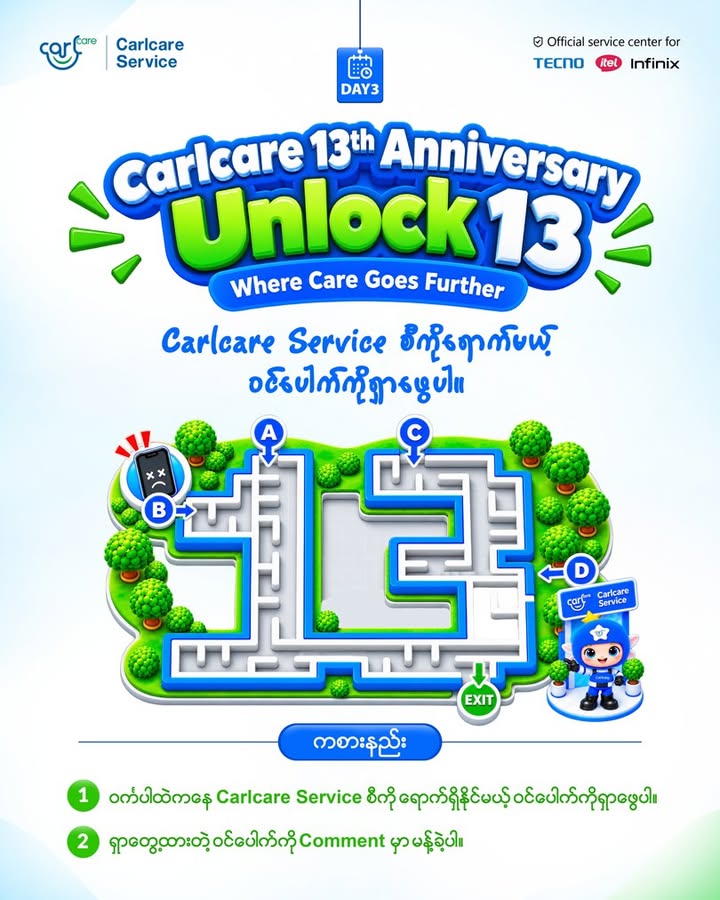 carlcare
Carlcare
Service
Official service center for
TECNO itel Infinix
DAY3
Carlcare 13th Anniversary
Unlock 13
Where Care Goes Further
Carlcare Service စီကိုရောက်မယ့်
ဝင်ပေါက်ကိုရှာဖွေပါ။
A
C
B
D
carlcare Carlcare
Service
Carlcare
EXIT
ကစားနည်း
1 ဝင်္ကပါထဲကနေ Carlcare Service စီကို ရောက်ရှိနိုင်မယ့် ဝင်ပေါက်ကိုရှာဖွေပါ။
2 ရှာတွေ့ထားတဲ့ ဝင်ပေါက်ကို Comment မှာ မန့်ခဲ့ပါ။